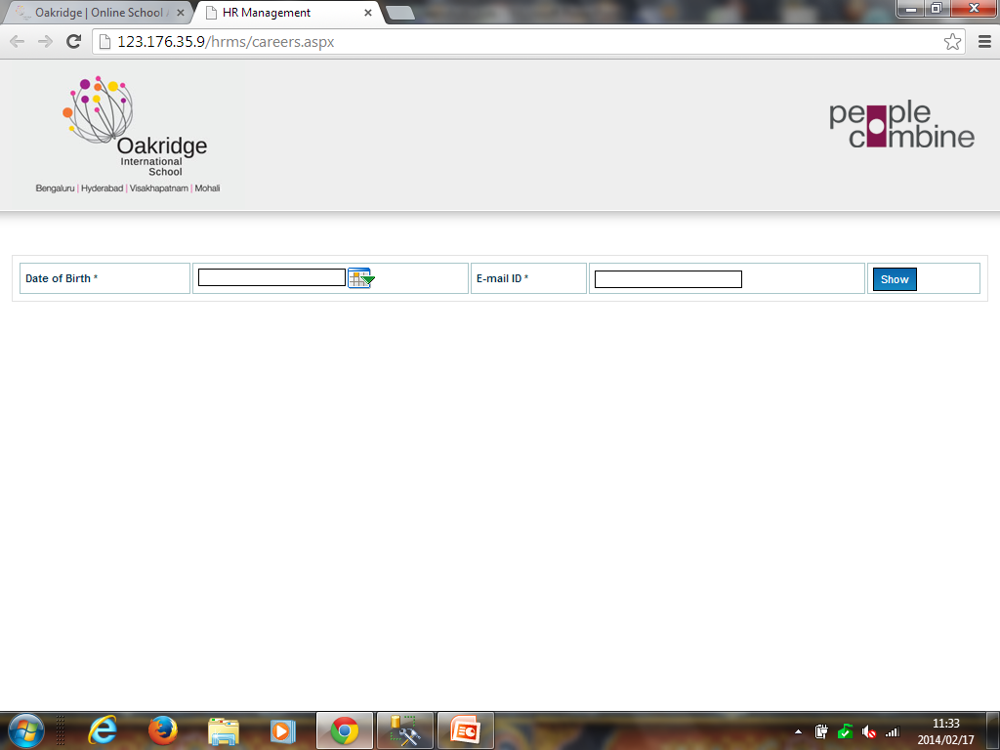 Oakridge | Online School
HR Management
123.176.35.9/hrms/careers.aspx
Oakridge
International
School
Bengaluru | Hyderabad | Visakhapatnam | Mohali
people
combine
Date of Birth *
E-mail ID *
Show
11:33
2014/02/17